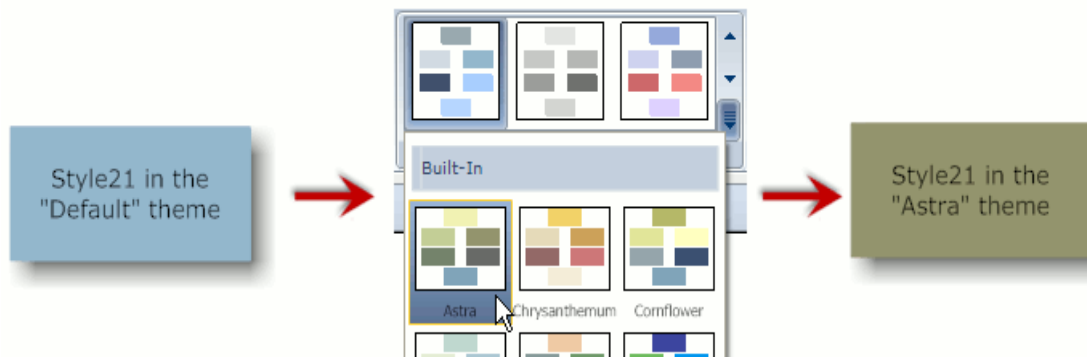 Style21 in the
"Default" theme
Built-In
Astra
Chrysanthemum
Cornflower
Style21 in the
"Astra" theme